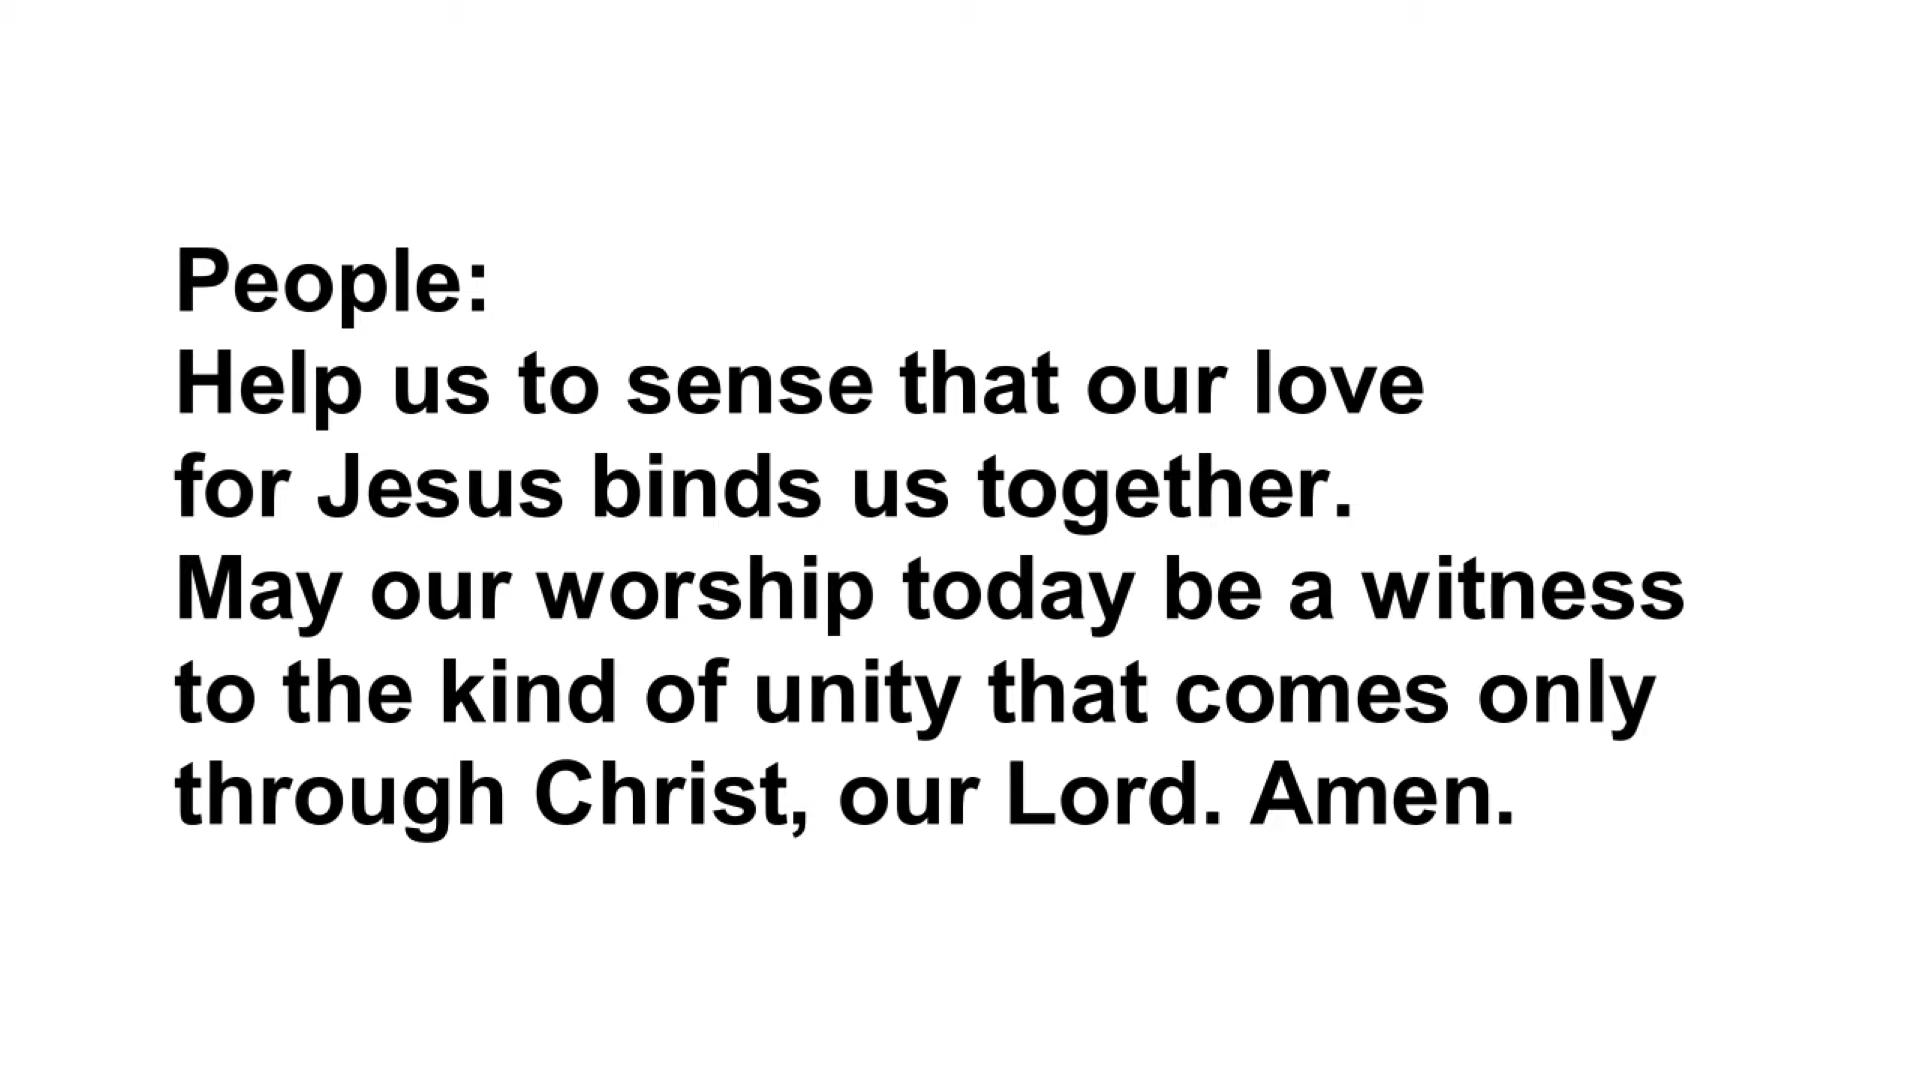 People:
Help us to sense that our love
for Jesus binds us together.
May our worship today be a witness
to the kind of unity that comes only
through Christ, our Lord. Amen.